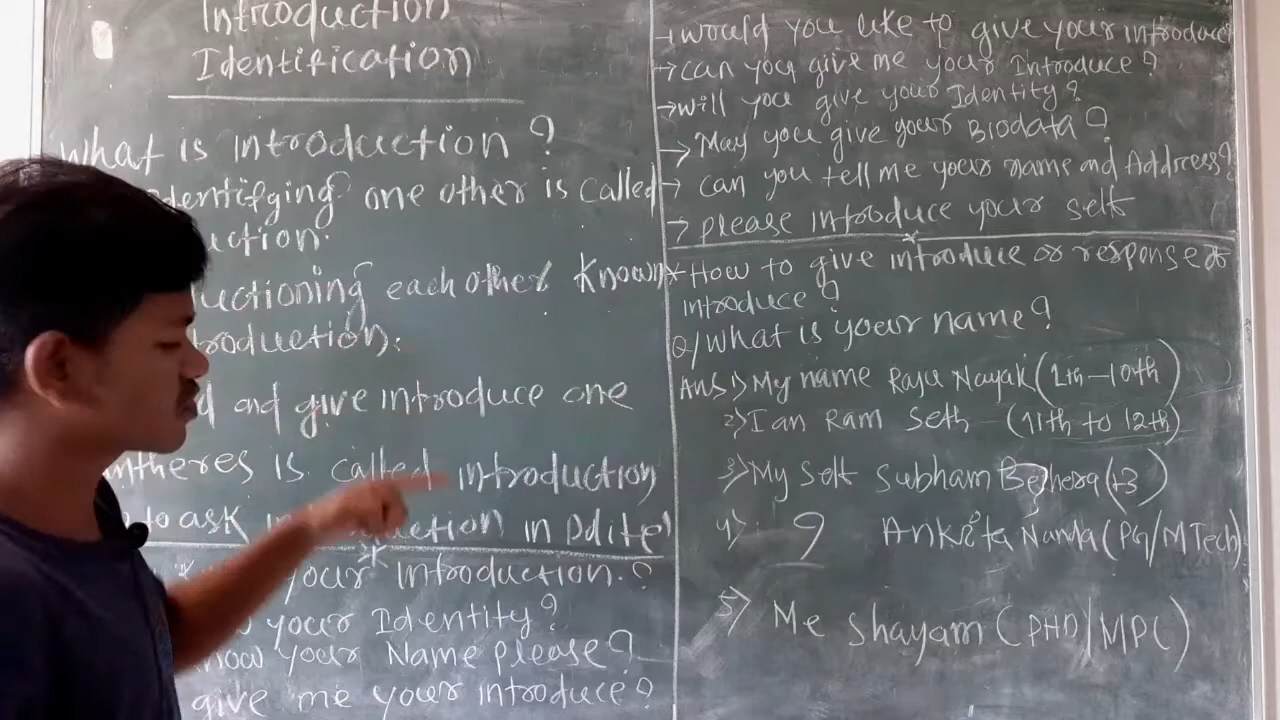 Introduction
Identification
What is introduction ?
dentifging one other is called
uction.
uctioning each other Known
troduction.
d and give introduce one
antheres is called introduction
to ask in uction in polite
your introduction.?
your Identity?
now your Name please?
give me your introduce?
→would you like to give your introduce
→can you give me your Introduce?
→will you give your Identity?
→May you give your Biodata?
→ can you tell me your name and Address?
→ please introduce your self
* How to give introduce or response to
introduce?
Q/What is your name?
Ans 1>My name Raju Nayak(1th-10th)
2>I an Ram Seth (11th to 12th)
3>My Self Subham Behera(+3)
4> 9 Ankita Nanda(PG/MTech)
5> Me Shayam(PHD/MPC)